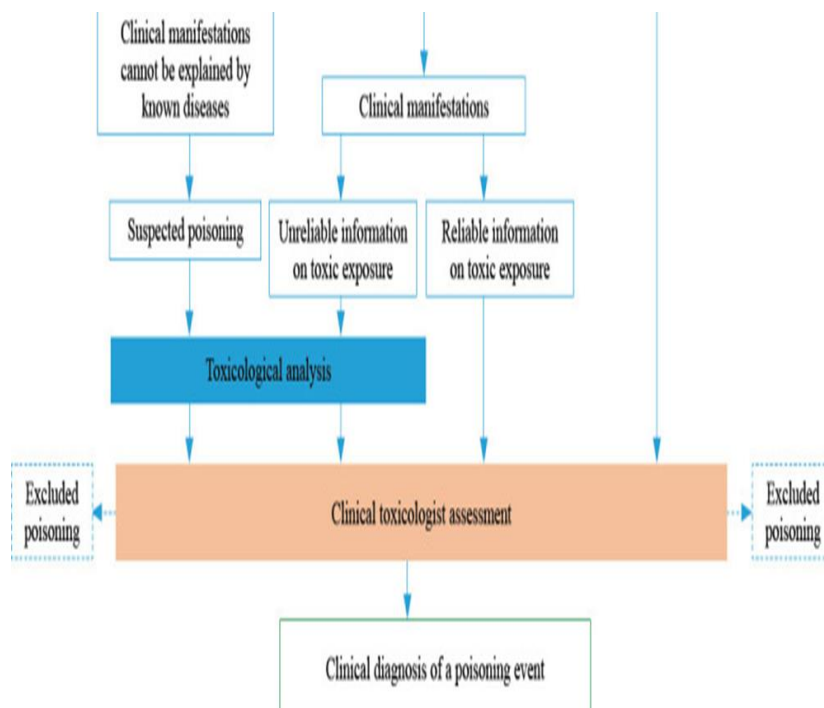 Clinical manifestations
cannot be explained by
known diseases
Clinical manifestations
Suspected poisoning
Unreliable information
on toxic exposure
Reliable information
on toxic exposure
Toxicological analysis
Excluded
poisoning
Clinical toxicologist assessment
Excluded
poisoning
Clinical diagnosis of a poisoning event